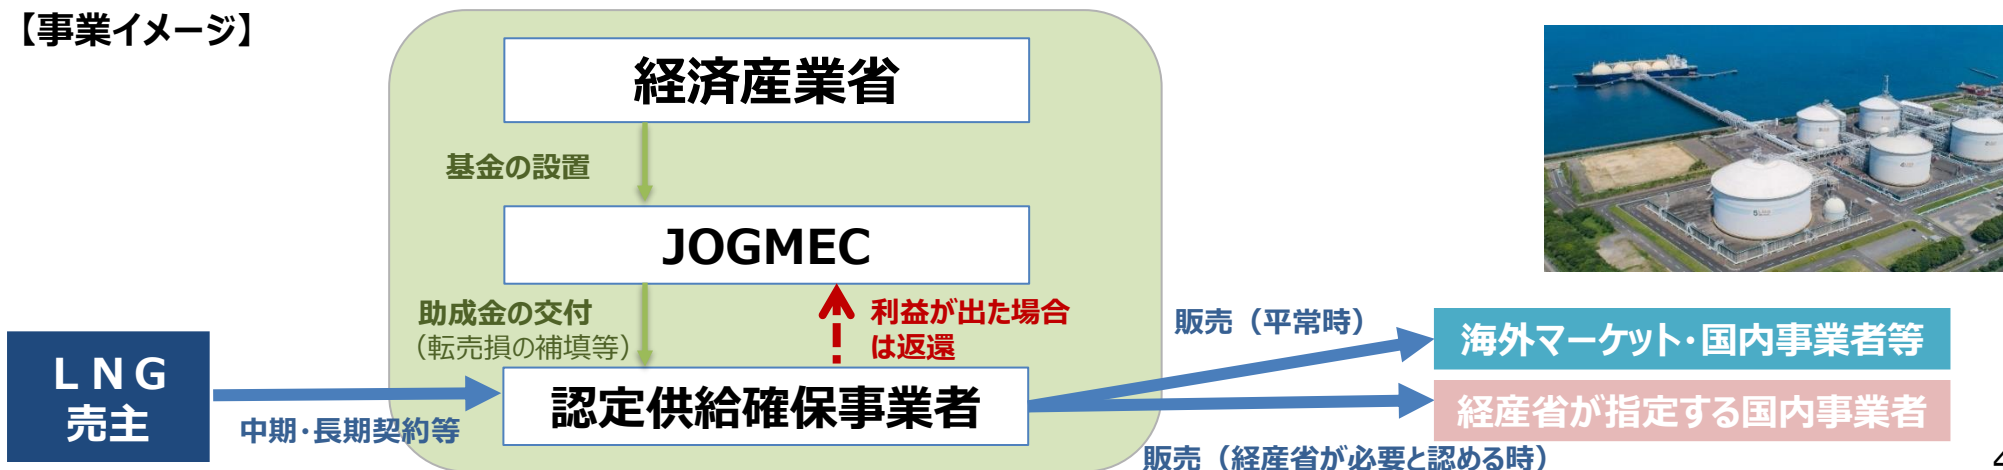 【事業イメージ】
経済産業省
基金の設置
JOGMEC
助成金の交付
（転売損の補填等）
利益が出た場合
は返還
販売（平常時）
海外マーケット・国内事業者等
LNG
売主
中期・長期契約等
認定供給確保事業者
経産省が指定する国内事業者
販売（経産省が必要と認める時）